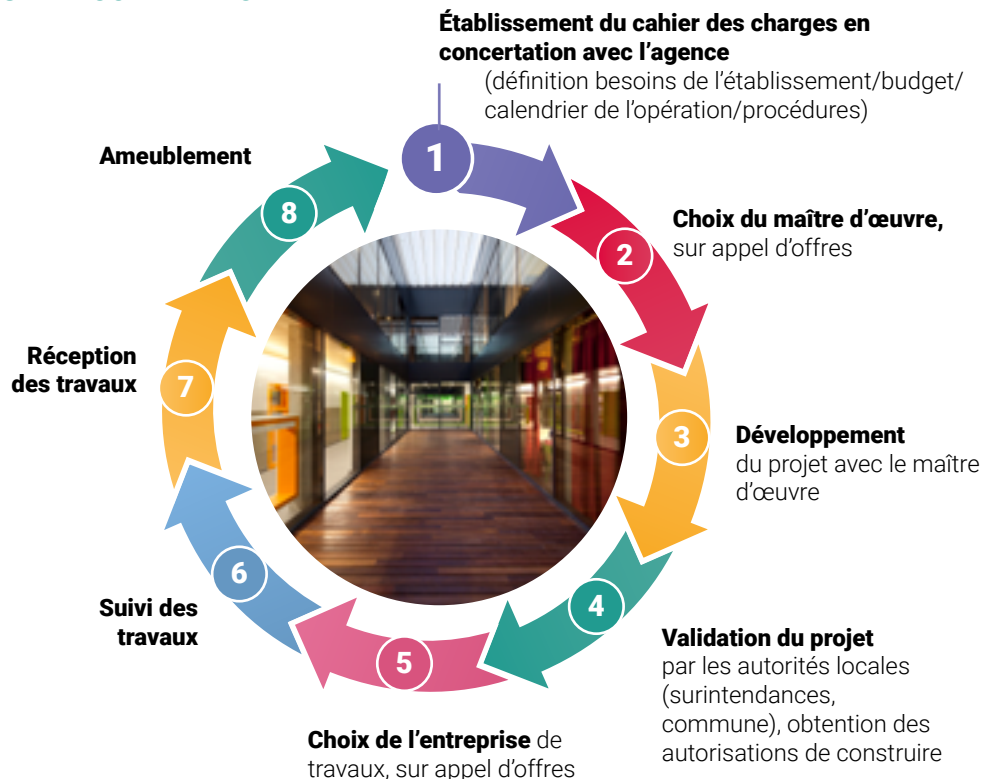 Établissement du cahier des charges en
concertation avec l'agence
(définition besoins de l'établissement/budget/
calendrier de l'opération/procédures)
1
Choix du maître d'œuvre,
sur appel d'offres
2
Développement
du projet avec le maître
d'œuvre
3
Validation du projet
par les autorités locales
(surintendances,
commune), obtention des
autorisations de construire
4
Choix de l'entreprise de
travaux, sur appel d'offres
5
Suivi des
travaux
6
Réception
des travaux
7
Ameublement
8